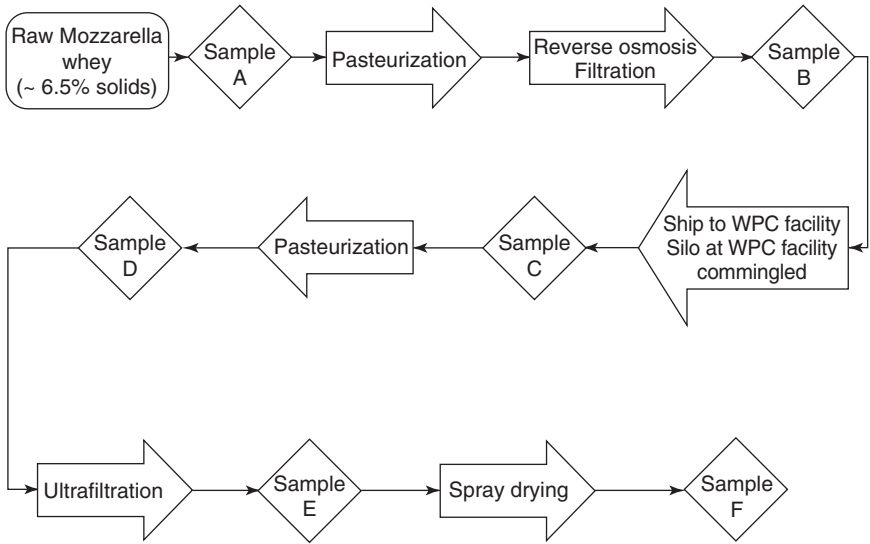 Raw Mozzarella
whey
(~ 6.5% solids)
Sample
A
Pasteurization
Reverse osmosis
Filtration
Sample
B
Ship to WPC facility
Silo at WPC facility
commingled
Sample
C
Pasteurization
Sample
D
Ultrafiltration
Sample
E
Spray drying
Sample
F